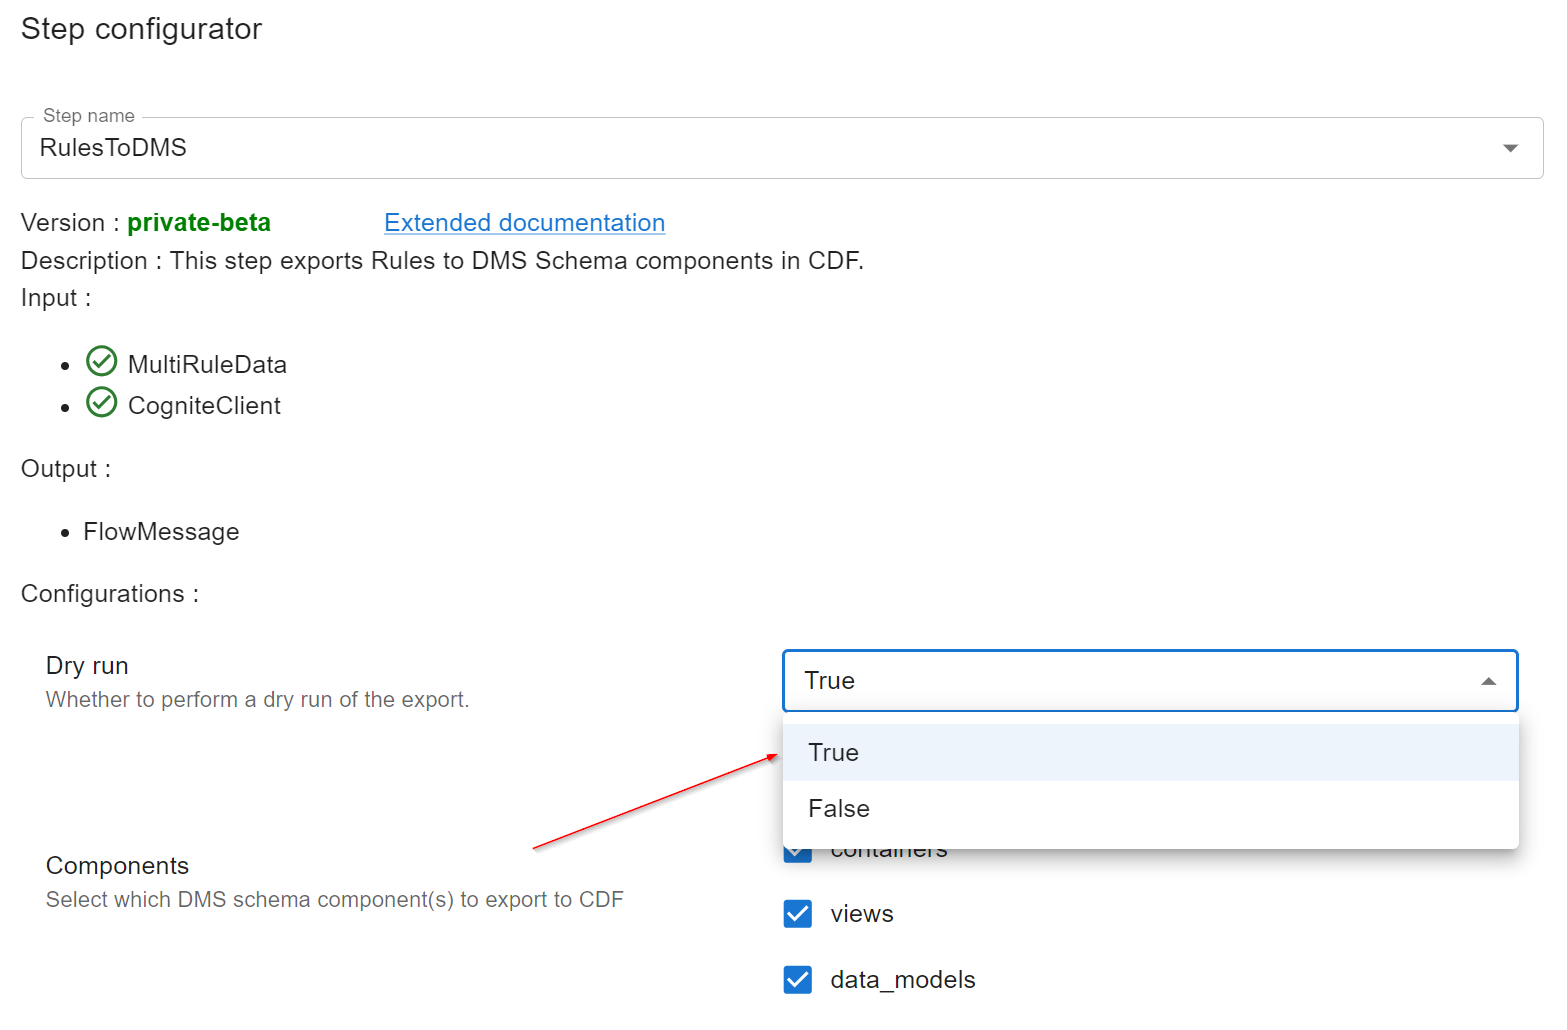 Step configurator
Step name
RulesToDMS
Version : private-beta Extended documentation
Description : This step exports Rules to DMS Schema components in CDF.
Input :
MultiRuleData
CogniteClient
Output :
FlowMessage
Configurations :
Dry run
Whether to perform a dry run of the export.
True
True
False
Components
Select which DMS schema component(s) to export to CDF
containers
views
data_models